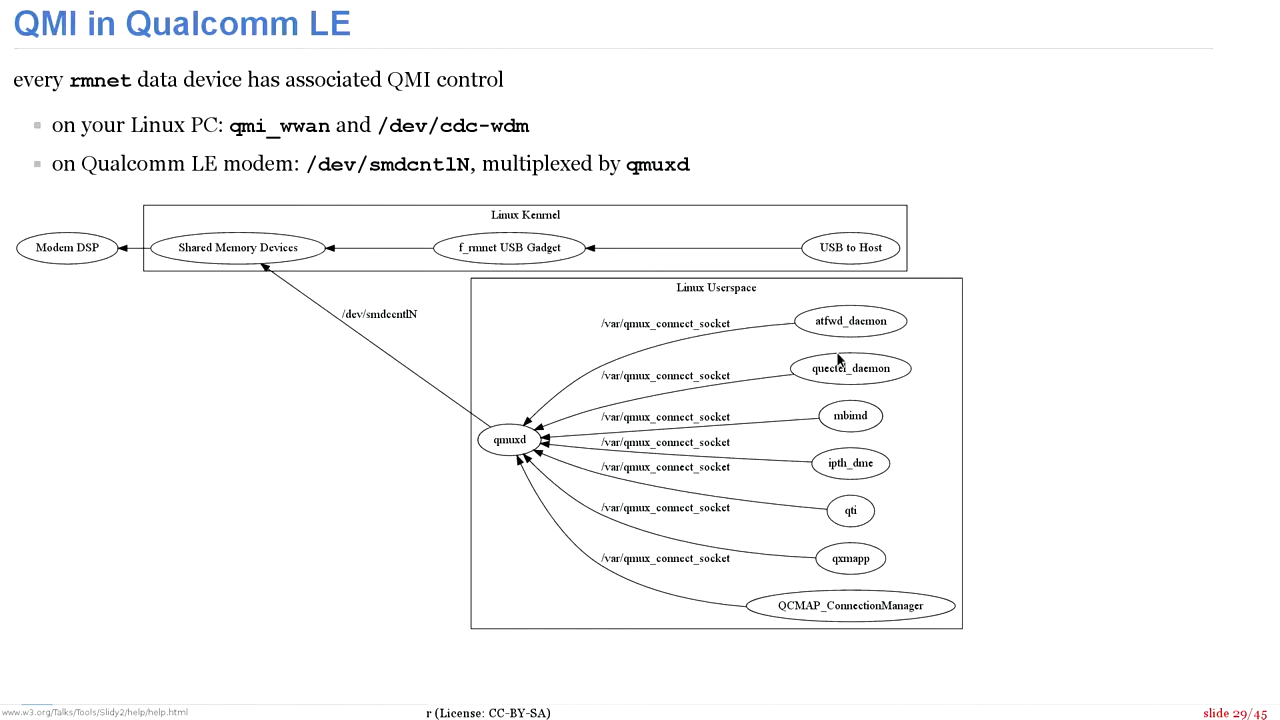 QMI in Qualcomm LE
every rmnet data device has associated QMI control
on your Linux PC: qmi_wwan and /dev/cdc-wdm
on Qualcomm LE modem: /dev/smdcntlN, multiplexed by qmuxd
Linux Kenrnel
Modem DSP
Shared Memory Devices
f_rmnet USB Gadget
USB to Host
Linux Userspace
/dev/smdccntlN
/var/qmux_connect_socket
atfwd_daemon
/var/qmux_connect_socket
quectel_daemon
/var/qmux_connect_socket
mbimd
qmuxd
/var/qmux_connect_socket
ipth_dme
/var/qmux_connect_socket
qti
/var/qmux_connect_socket
qxmapp
/var/qmux_connect_socket
QCMAP_ConnectionManager
www.w3.org/Talks/Tools/Slidy2/help/help.html
r (License: CC-BY-SA)
slide 29/45